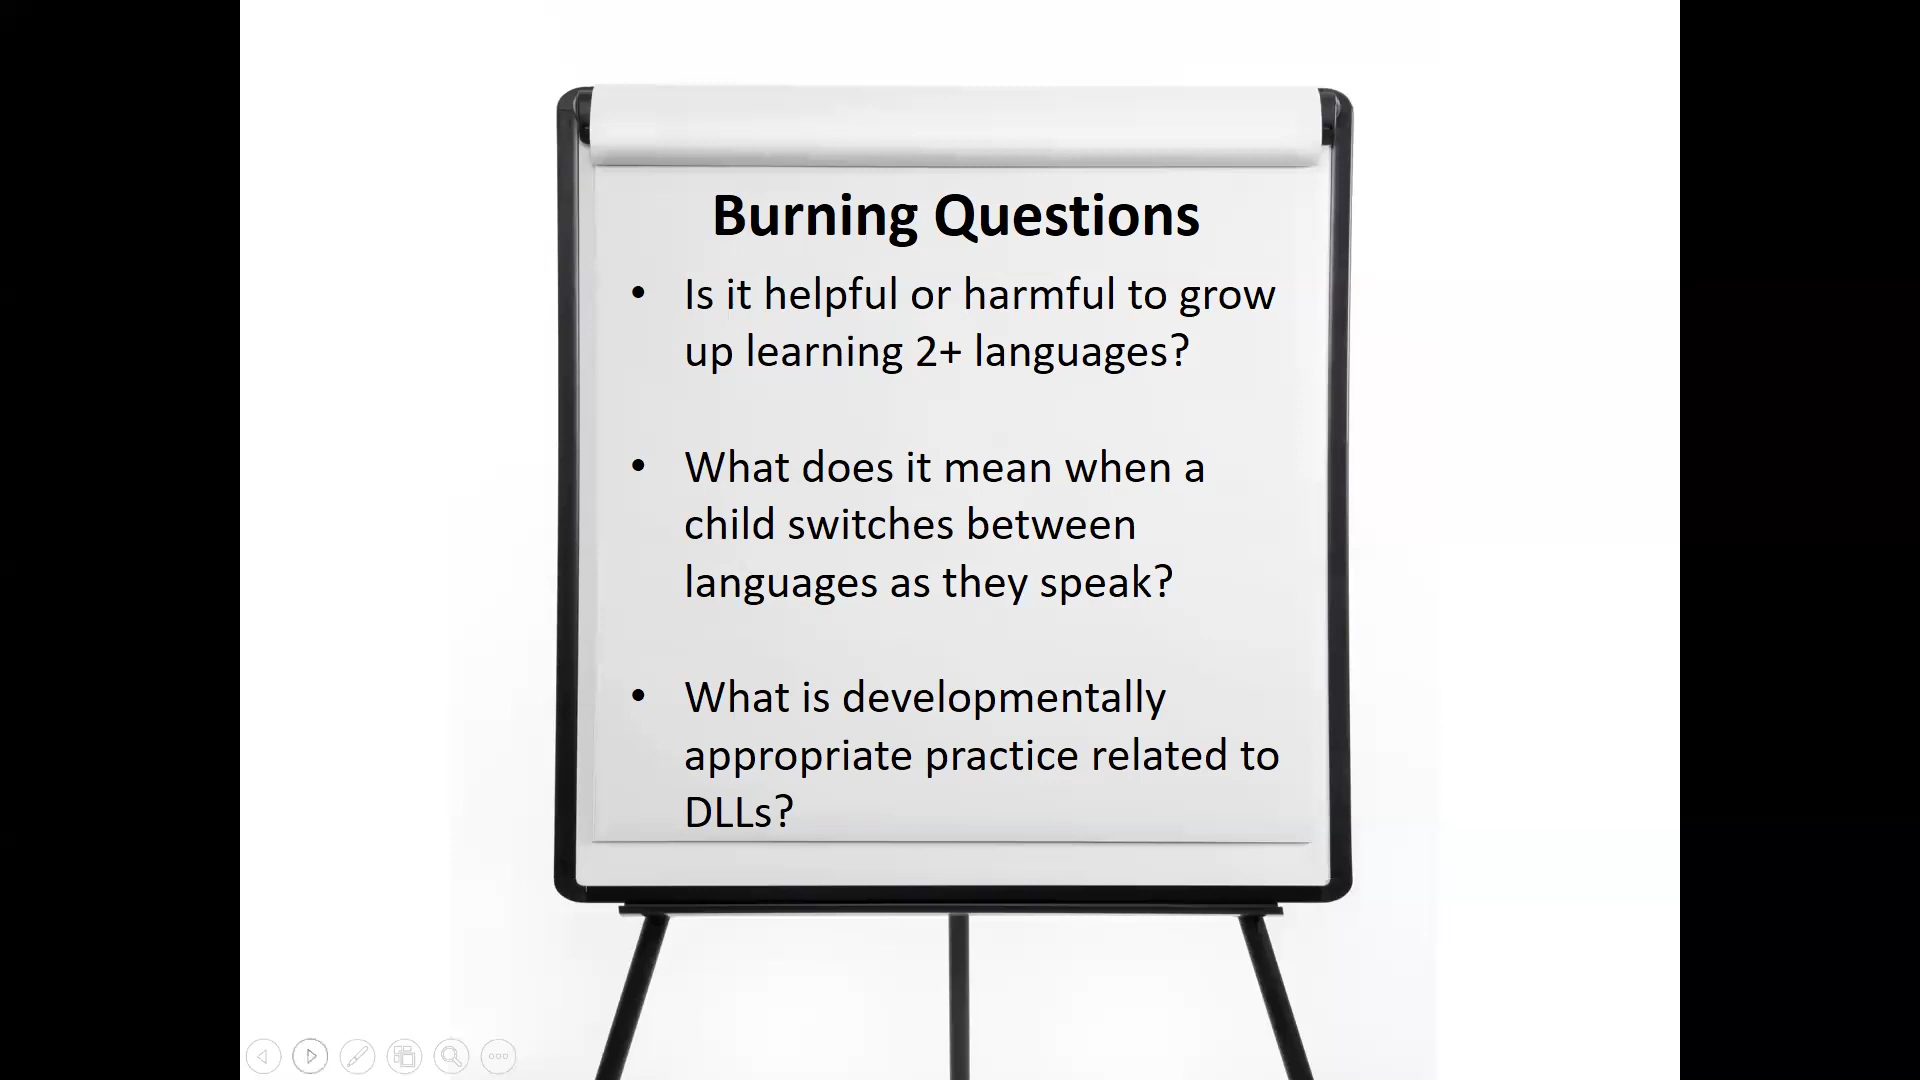 Burning Questions
• Is it helpful or harmful to grow
up learning 2+ languages?
• What does it mean when a
child switches between
languages as they speak?
• What is developmentally
appropriate practice related to
DLLs?